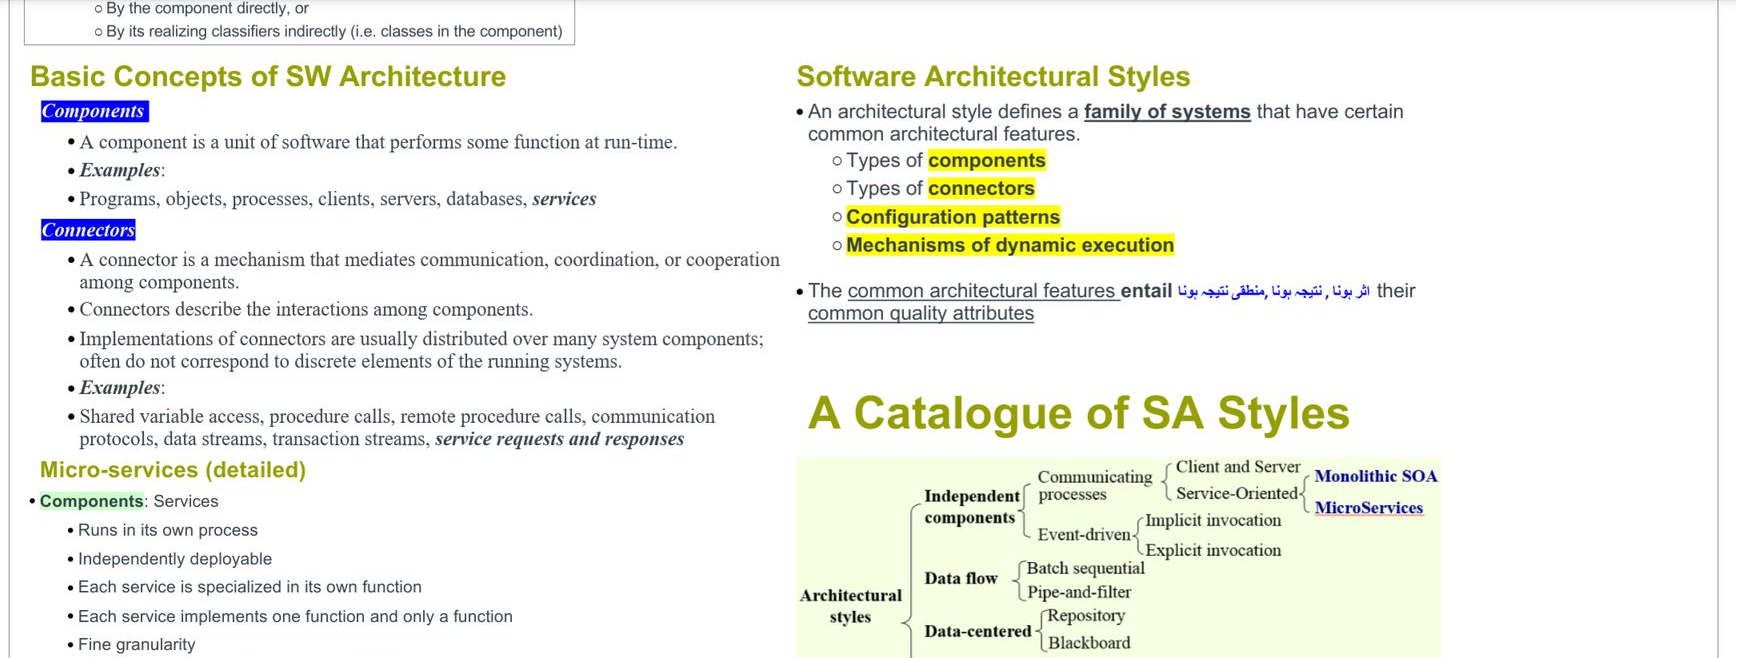 ○ By the component directly, or
○ By its realizing classifiers indirectly (i.e. classes in the component)
Basic Concepts of SW Architecture
Components
• A component is a unit of software that performs some function at run-time.
• Examples:
• Programs, objects, processes, clients, servers, databases, services
Connectors
• A connector is a mechanism that mediates communication, coordination, or cooperation
among components.
• Connectors describe the interactions among components.
• Implementations of connectors are usually distributed over many system components;
often do not correspond to discrete elements of the running systems.
• Examples:
• Shared variable access, procedure calls, remote procedure calls, communication
protocols, data streams, transaction streams, service requests and responses
Micro-services (detailed)
• Components: Services
• Runs in its own process
• Independently deployable
• Each service is specialized in its own function
• Each service implements one function and only a function
• Fine granularity
Software Architectural Styles
• An architectural style defines a family of systems that have certain
common architectural features.
○ Types of components
○ Types of connectors
○ Configuration patterns
○ Mechanisms of dynamic execution
• The common architectural features entail اثر ہونا , نتیجہ ہونا ,منطقی نتیجہ ہونا their
common quality attributes
A Catalogue of SA Styles
Architectural
styles
Independent
components
Communicating
processes
Client and Server
Service-Oriented
Monolithic SOA
MicroServices
Event-driven
Implicit invocation
Explicit invocation
Data flow
Batch sequential
Pipe-and-filter
Data-centered
Repository
Blackboard